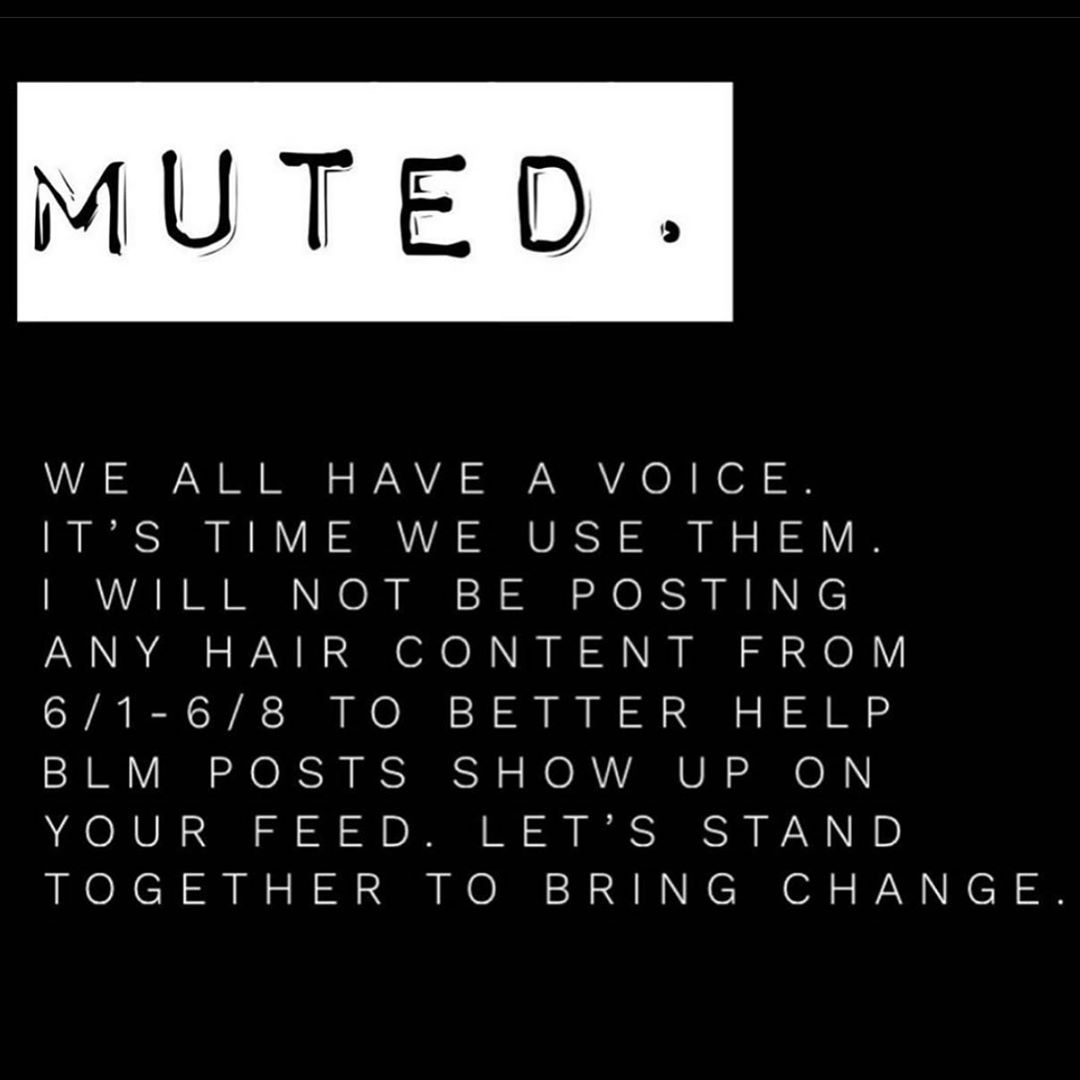 MUTED.
WE ALL HAVE A VOICE.
IT’S TIME WE USE THEM.
I WILL NOT BE POSTING
ANY HAIR CONTENT FROM
6/1-6/8 TO BETTER HELP
BLM POSTS SHOW UP ON
YOUR FEED. LET’S STAND
TOGETHER TO BRING CHANGE.